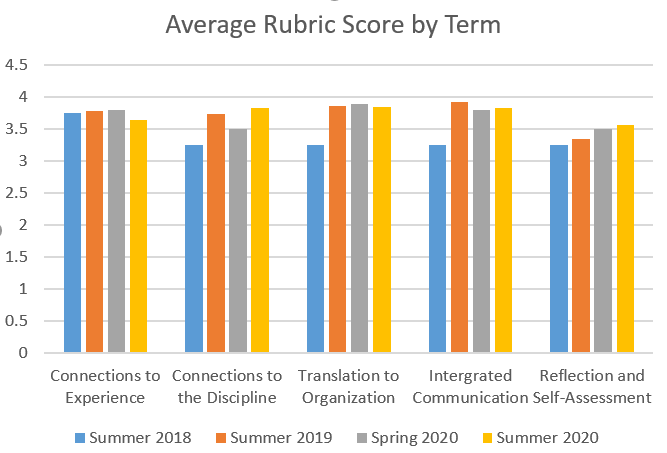 Average Rubric Score by Term
4.5
4
3.5
3
2.5
2
1.5
1
0.5
0
Connections to
Experience
Connections to
the Discipline
Translation to
Organization
Intergrated
Communication
Reflection and
Self-Assessment
Summer 2018
Summer 2019
Spring 2020
Summer 2020